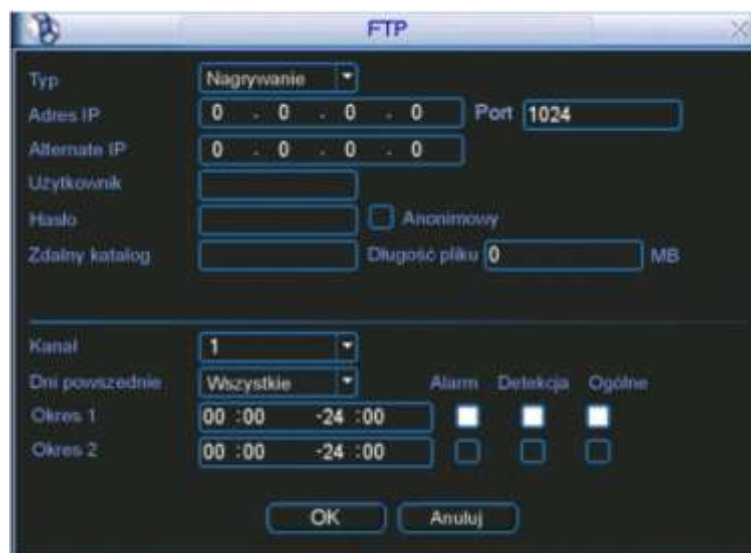 FTP
Typ Nagrywanie
Adres IP 0 . 0 . 0 . 0 Port 1024
Alternate IP 0 . 0 . 0 . 0
Użytkownik
Hasło Anonimowy
Zdalny katalog Długość pliku 0 MB
Kanał 1
Dni powszednie Wszystkie Alarm Detekcja Ogólne
Okres 1 00 :00 -24 :00
Okres 2 00 :00 -24 :00
OK Anuluj